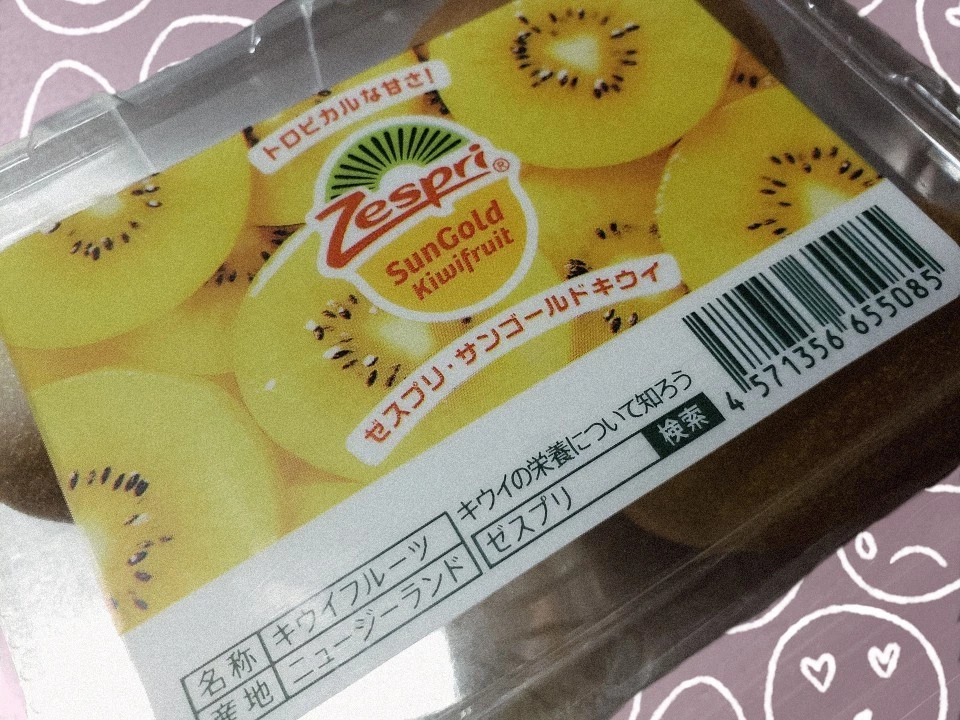 トロピカルな甘さ!
Zespri®
SunGold
Kiwifruit
ゼスプリ・サンゴールドキウイ
4 571356 655085
キウイの栄養について知ろう
ゼスプリ 検索
名称 キウイフルーツ
産地 ニュージーランド